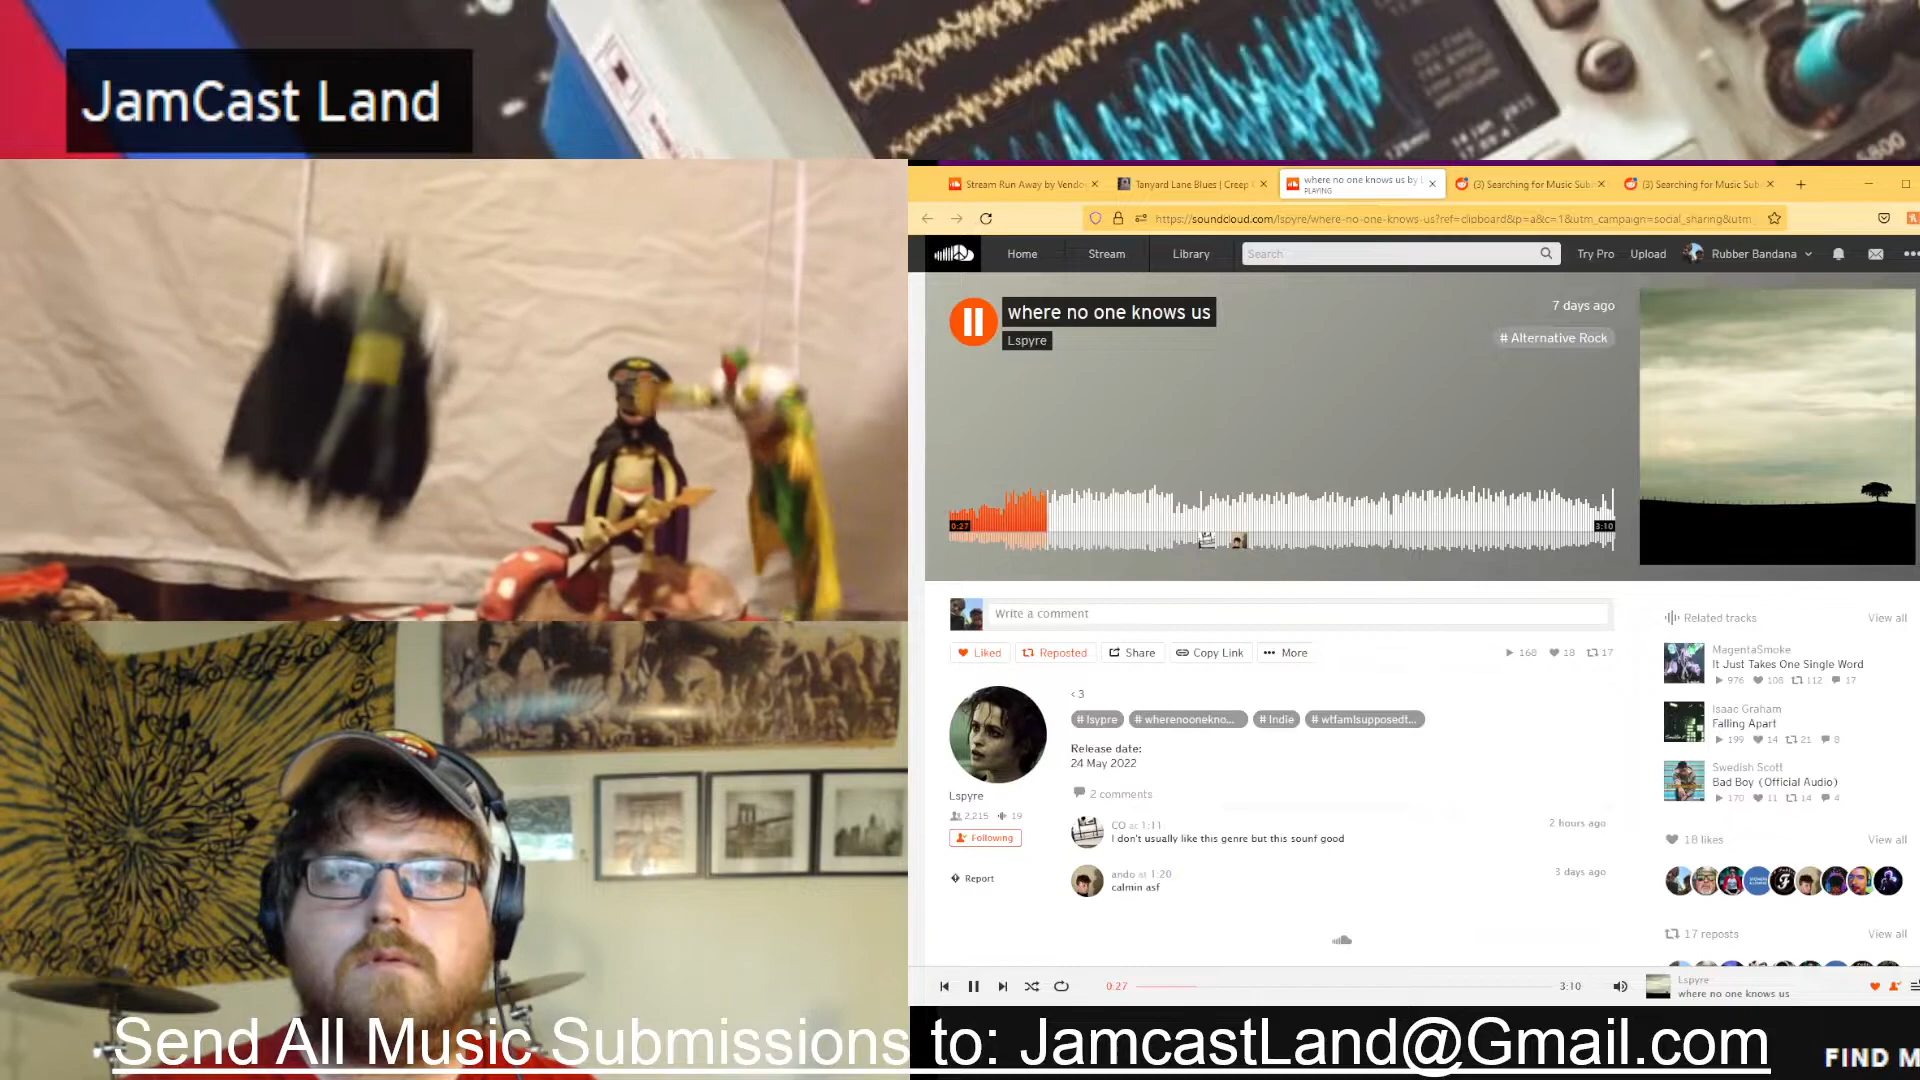 JamCast Land
Stream Run Away by Vendo
Tanyard Lane Blues | Creep
where no one knows us by L
PLAYING
(3) Searching for Music Sub
(3) Searching for Music Sub
https://soundcloud.com/lspyre/where-no-one-knows-us?ref=clipboard&p=a&c=1&utm_campaign=social_sharing&utm_
Home
Stream
Library
Search
Try Pro
Upload
Rubber Bandana
where no one knows us
Lspyre
7 days ago
# Alternative Rock
0:27
3:10
Write a comment
Liked
Reposted
Share
Copy Link
More
168
18
17
< 3
# lsypre
# wherenoonekno...
# Indie
# wtfamIsupposedt...
Release date:
24 May 2022
2 comments
Lspyre
2,215
19
Following
Report
CO at 1:11
2 hours ago
I don't usually like this genre but this sounf good
ando at 1:20
3 days ago
calmin asf
Related tracks
View all
MagentaSmoke
It Just Takes One Single Word
976 108 112 17
Isaac Graham
Falling Apart
199 14 21 8
Swedish Scott
Bad Boy (Official Audio)
170 11 14 4
18 likes
View all
17 reposts
View all
0:27
3:10
Lspyre
where no one knows us
Send All Music Submissions to: JamcastLand@Gmail.com
FIND M